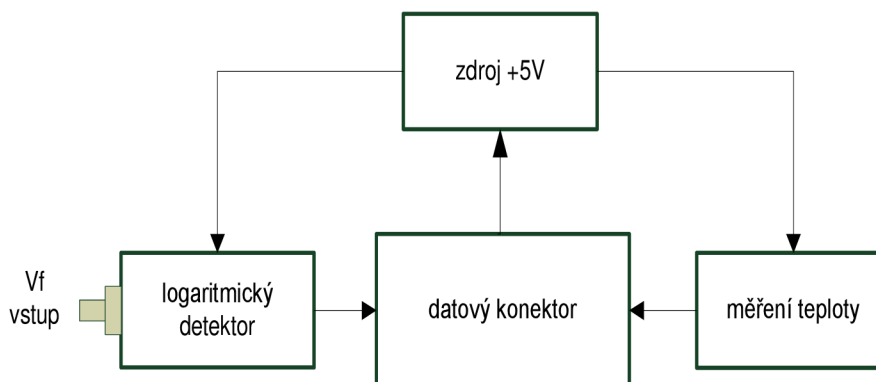 zdroj +5V
Vf
vstup
logaritmický
detektor
datový konektor
měření teploty